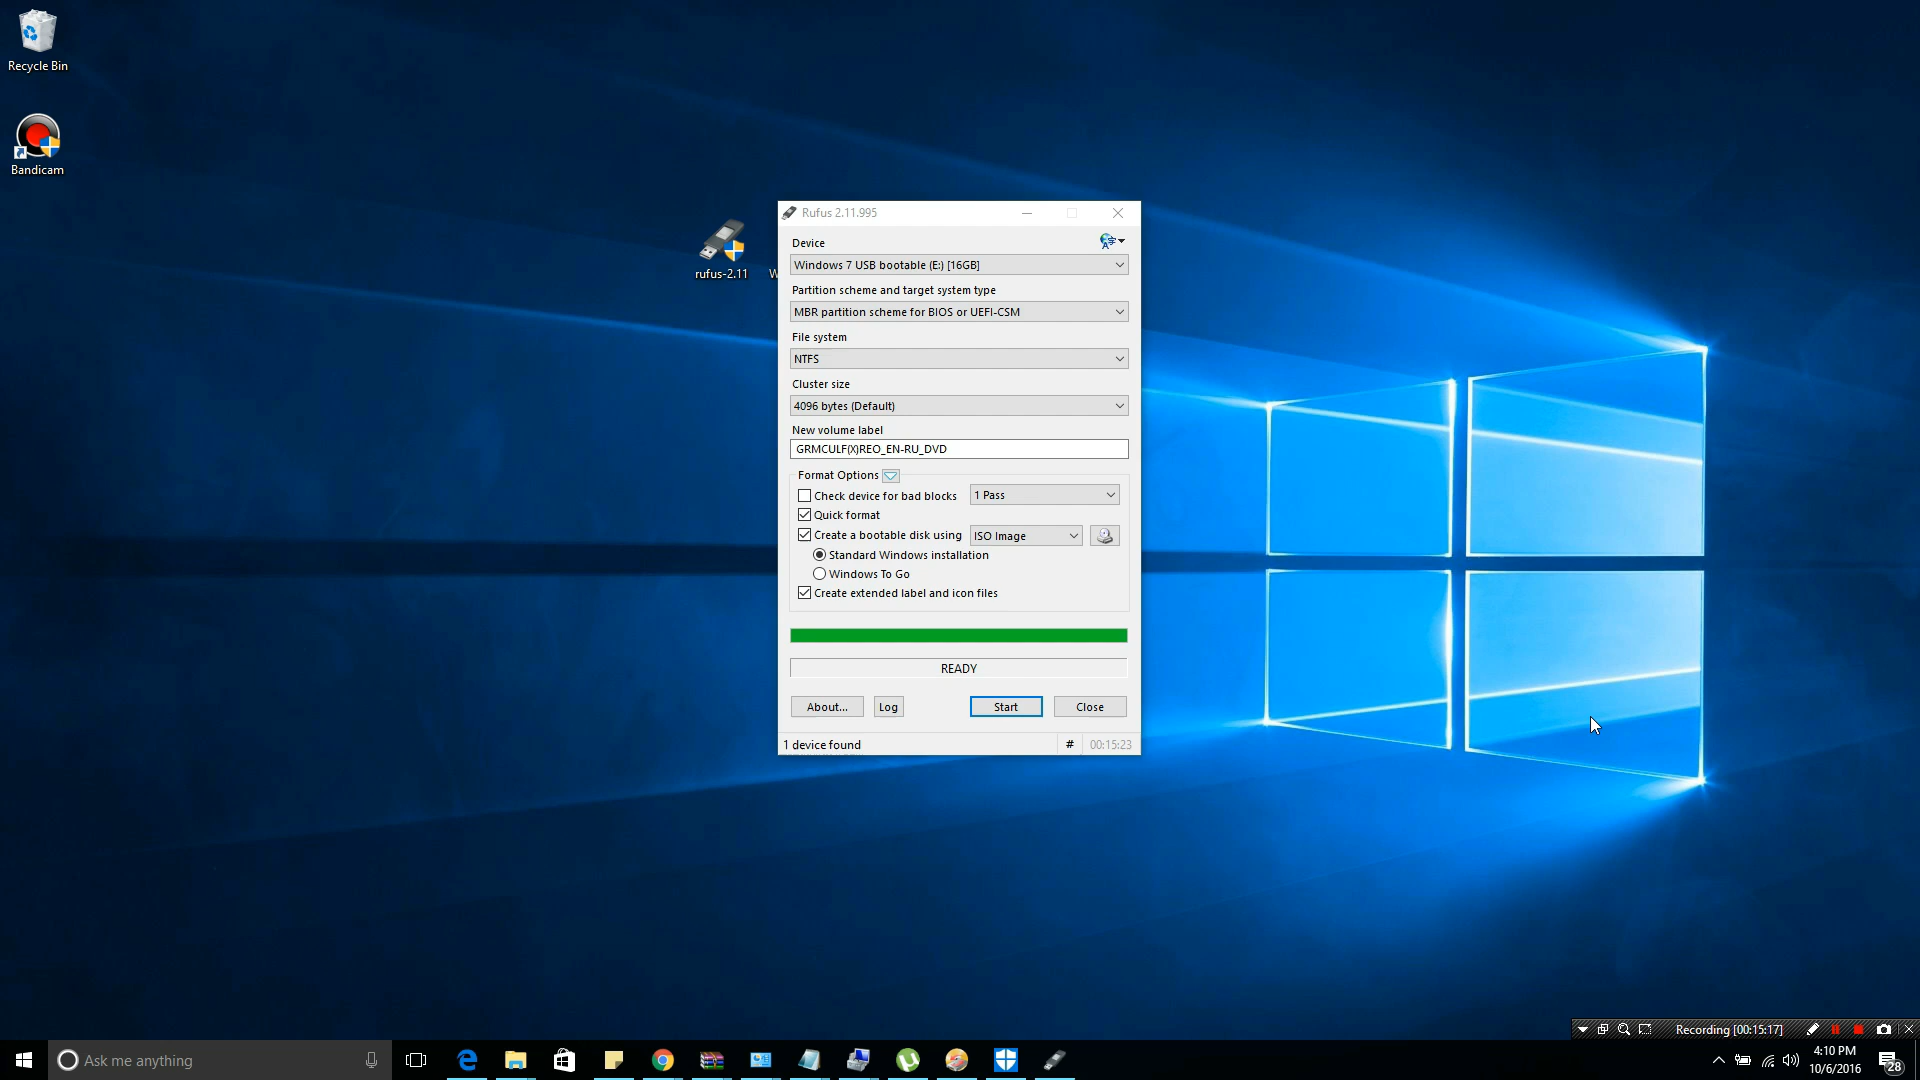 Recycle Bin
Bandicam
rufus-2.11
W
Rufus 2.11.995
Device
Windows 7 USB bootable (E:) [16GB]
Partition scheme and target system type
MBR partition scheme for BIOS or UEFI-CSM
File system
NTFS
Cluster size
4096 bytes (Default)
New volume label
GRMCULF(X)REO_EN-RU_DVD
Format Options
Check device for bad blocks
1 Pass
Quick format
Create a bootable disk using
ISO Image
Standard Windows installation
Windows To Go
Create extended label and icon files
READY
About...
Log
Start
Close
1 device found
#
00:15:23
Recording [00:15:17]
Ask me anything
4:10 PM
10/6/2016
28